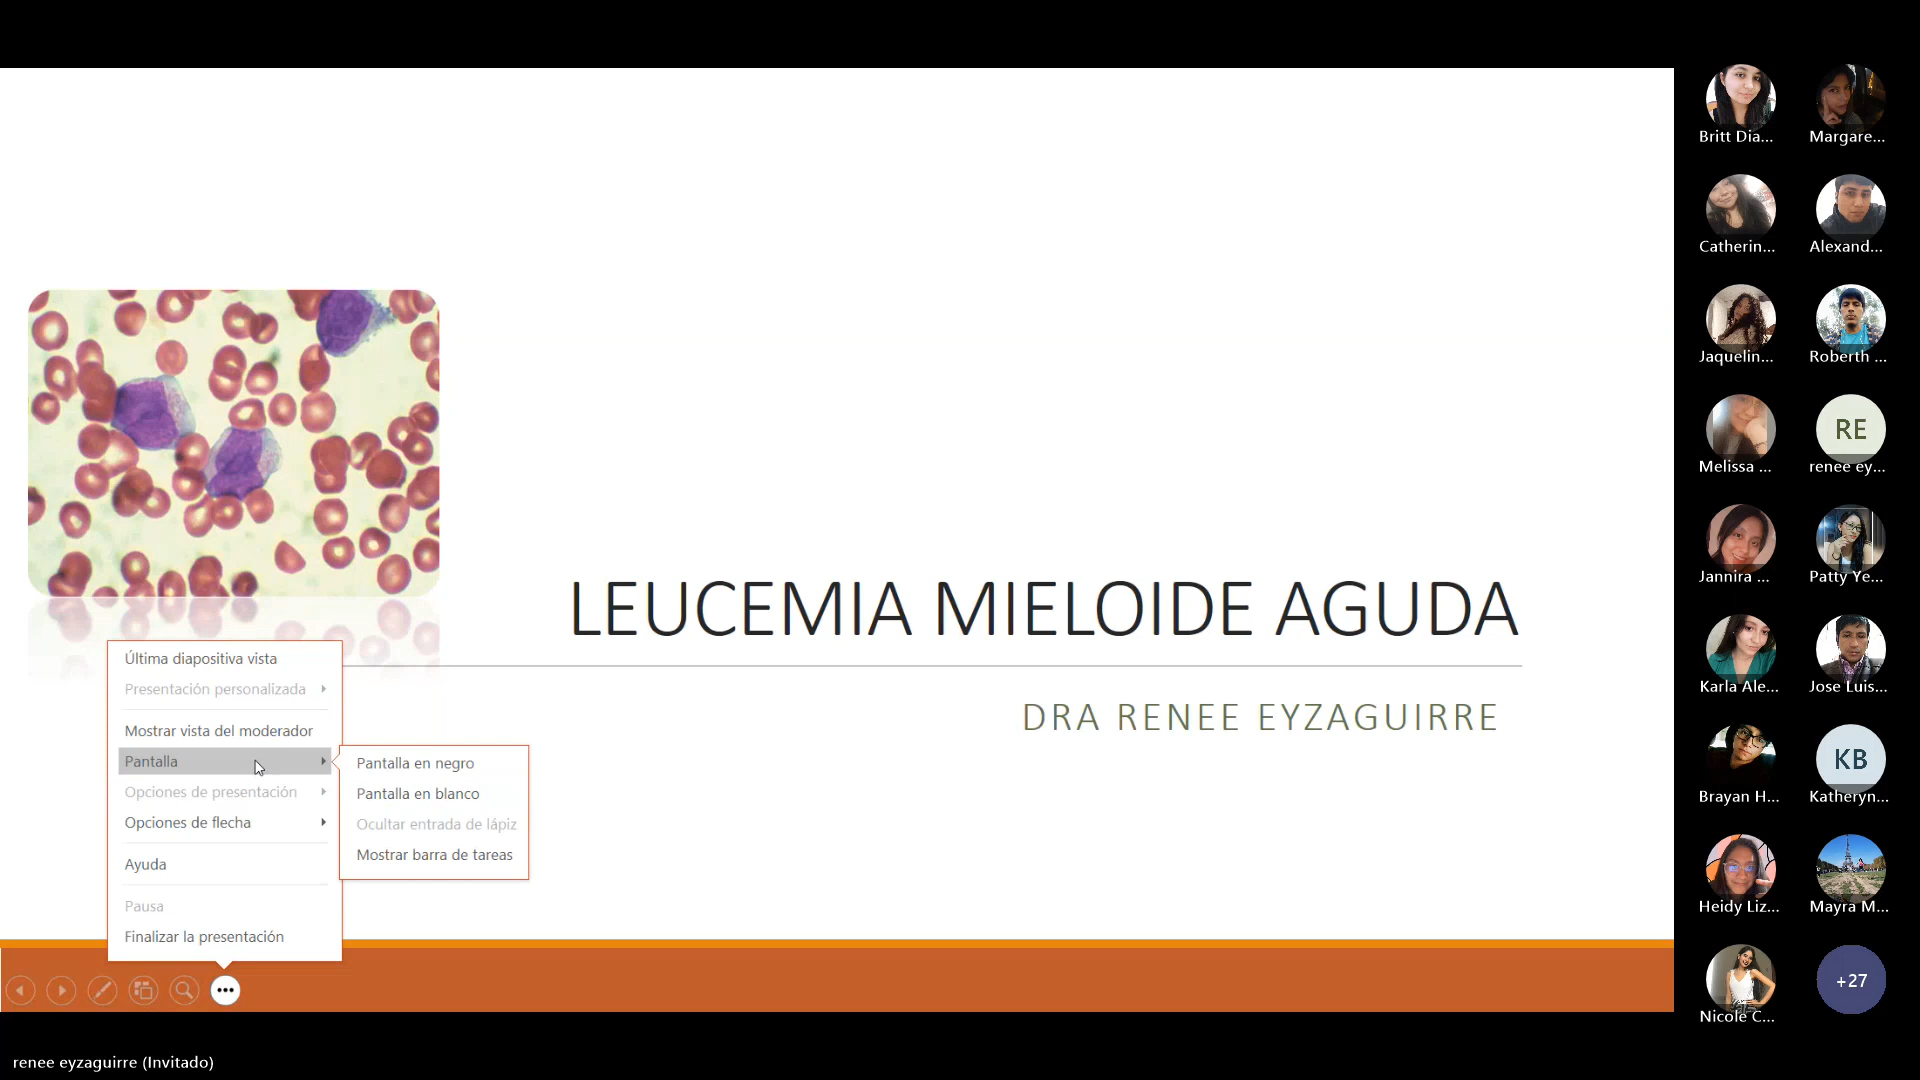 LEUCEMIA MIELOIDE AGUDA
DRA RENEE EYZAGUIRRE
Última diapositiva vista
Presentación personalizada
Mostrar vista del moderador
Pantalla
Opciones de presentación
Opciones de flecha
Ayuda
Pausa
Finalizar la presentación
Pantalla en negro
Pantalla en blanco
Ocultar entrada de lápiz
Mostrar barra de tareas
renee eyzaguirre (Invitado)
Britt Dia...
Margare...
Catherin...
Alexand...
Jaquelin...
Roberth ...
Melissa ...
RE
renee ey...
Jannira ...
Patty Ye...
Karla Ale...
Jose Luis...
Brayan H...
KB
Katheryn...
Heidy Liz...
Mayra M...
Nicole C...
+27